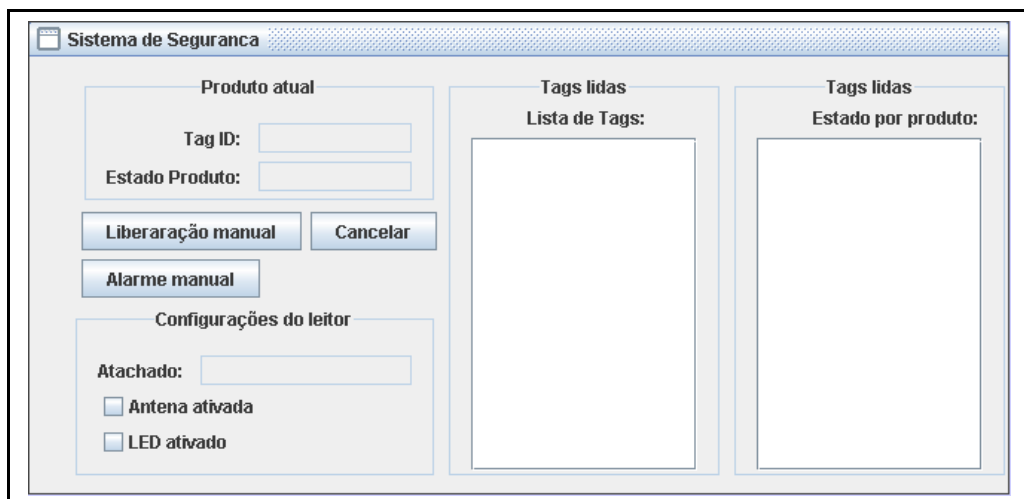 Sistema de Seguranca
Produto atual
Tag ID:
Estado Produto:
Liberaração manual
Cancelar
Alarme manual
Configurações do leitor
Atachado:
Antena ativada
LED ativado
Tags lidas
Lista de Tags:
Tags lidas
Estado por produto: